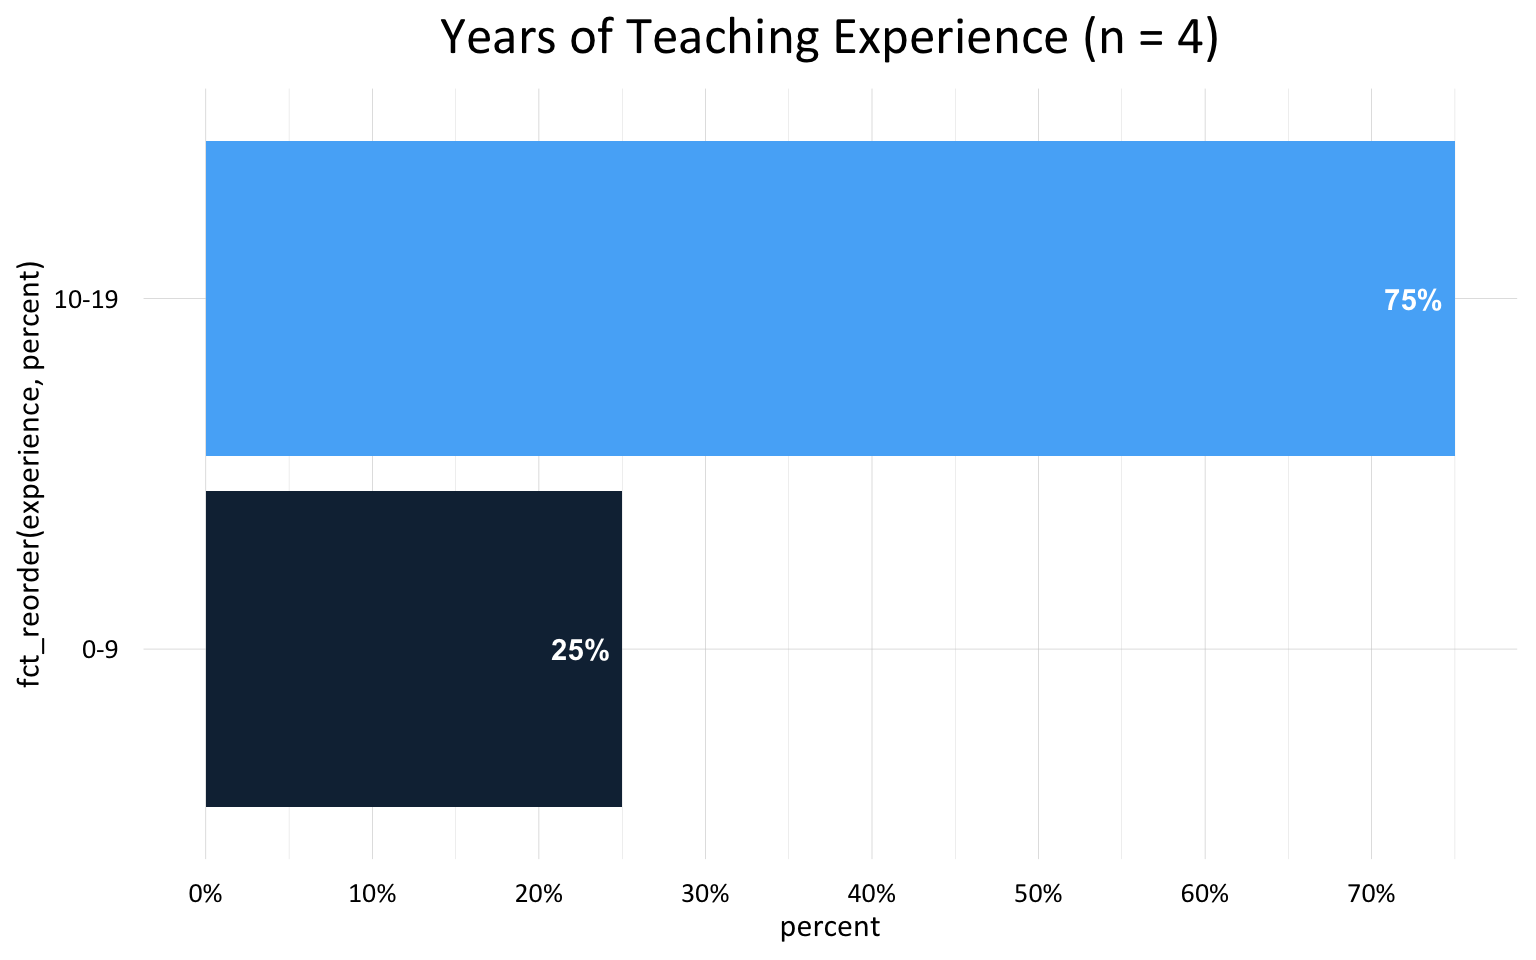 Years of Teaching Experience (n = 4)
fct_reorder(experience, percent)
10-19
75%
0-9
25%
0% 10% 20% 30% 40% 50% 60% 70%
percent